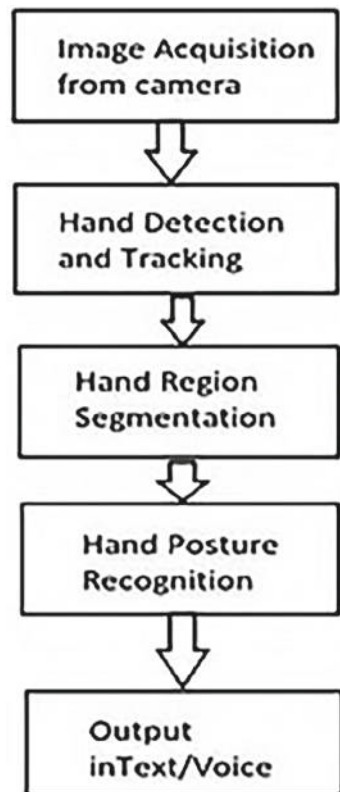 Image Acquisition
from camera
Hand Detection
and Tracking
Hand Region
Segmentation
Hand Posture
Recognition
Output
inText/Voice